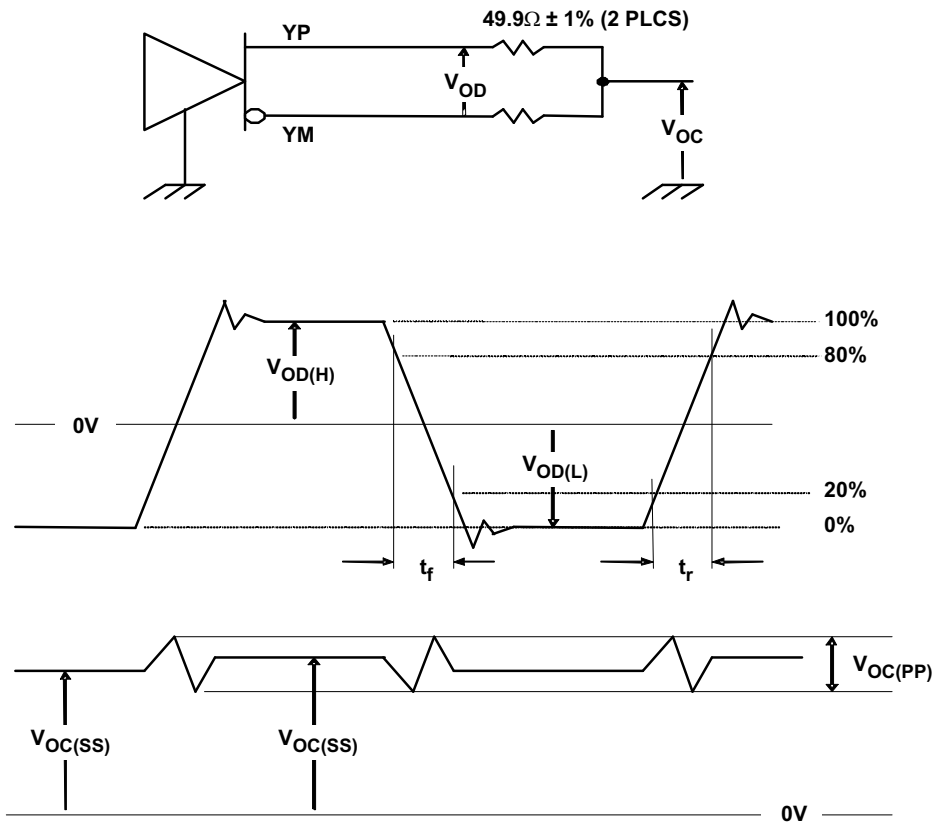 49.9Ω ± 1% (2 PLCS)
YP
VOD
YM
VOC
100%
80%
VOD(H)
0V
VOD(L)
20%
0%
tf
tr
VOC(PP)
VOC(SS)
VOC(SS)
0V